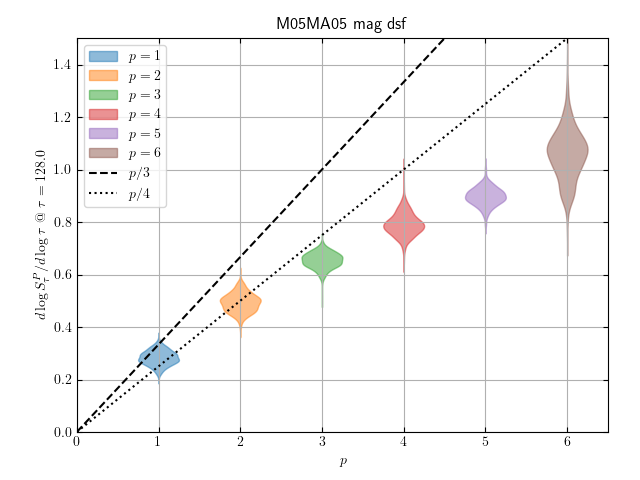 M05MA05 mag dsf
d log S_τ^P / d log τ @ τ = 128.0
1.4
1.2
1.0
0.8
0.6
0.4
0.2
0.0
p = 1
p = 2
p = 3
p = 4
p = 5
p = 6
p/3
p/4
0 1 2 3 4 5 6
p